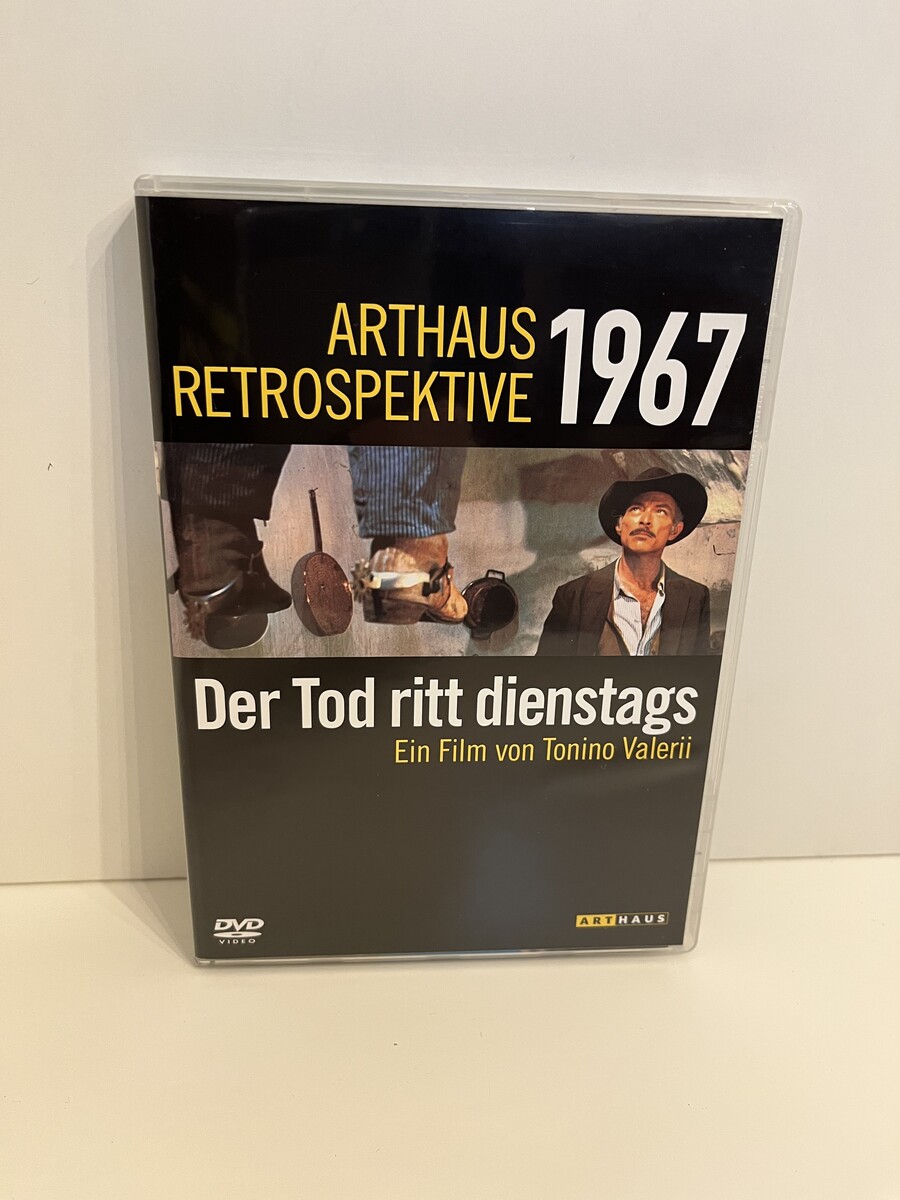 ARTHAUS
RETROSPEKTIVE 1967
Der Tod ritt dienstags
Ein Film von Tonino Valerii
DVD
VIDEO
ARTHAUS